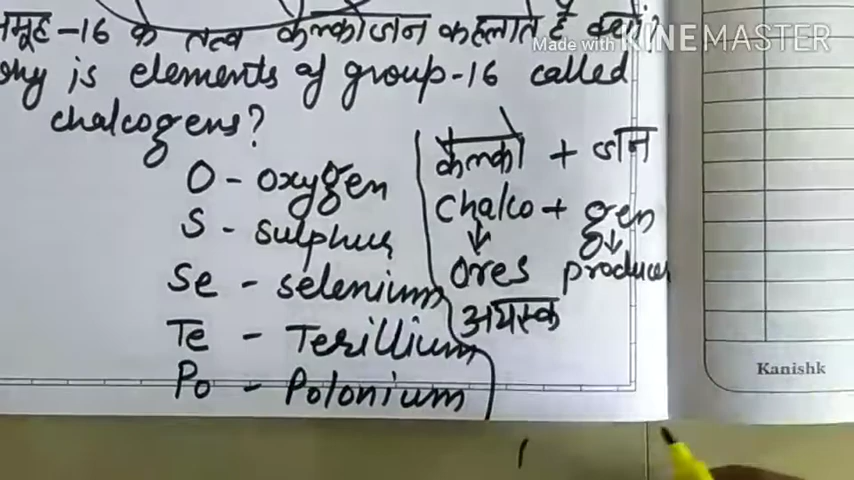 समूह -16 के तत्व कैल्कोजन कहलाते है क्यों?
Made with KINEMASTER
why is elements of group-16 called
chalcogens?
O - oxygen
S - sulphur
Se - selenium
Te - Terillium
Po - Polonium
कैल्को + जन
Chalco + gen
↓ ↓
Ores producer
अयस्क
Kanishk